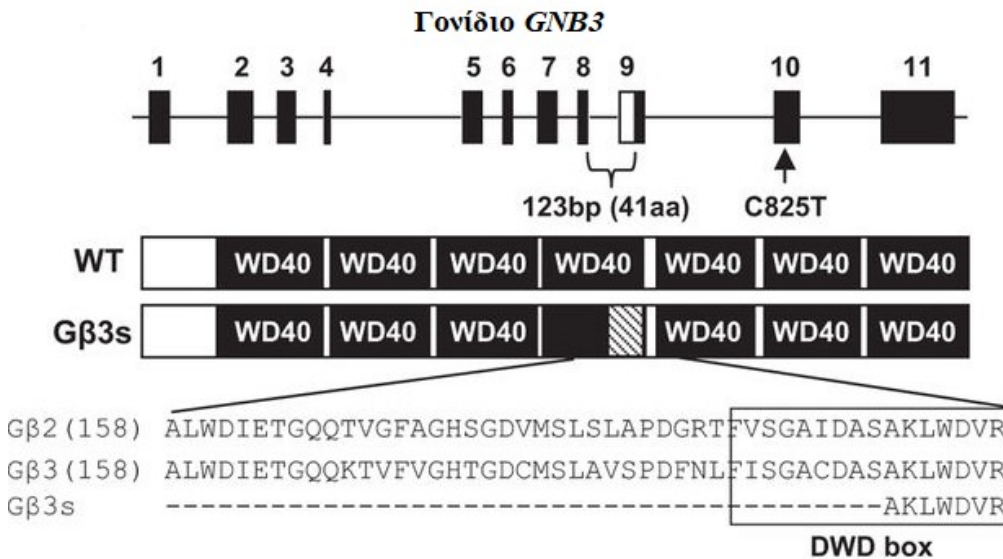 Γονίδιο GNB3
1 2 3 4 5 6 7 8 9 10 11
123bp (41aa) C825T
WT WD40 WD40 WD40 WD40 WD40 WD40 WD40
Gβ3s WD40 WD40 WD40 WD40 WD40 WD40
Gβ2 (158) ALWDIETGQQTVGFAGHSGDVMSLSLAPDGRTFVSGAIDASAKLWDVR
Gβ3 (158) ALWDIETGQQKTVFVGHTGDCMSLAVSPDFNLFISGACDASAKLWDVR
Gβ3s -----------------------------------------AKLWDVR
DWD box